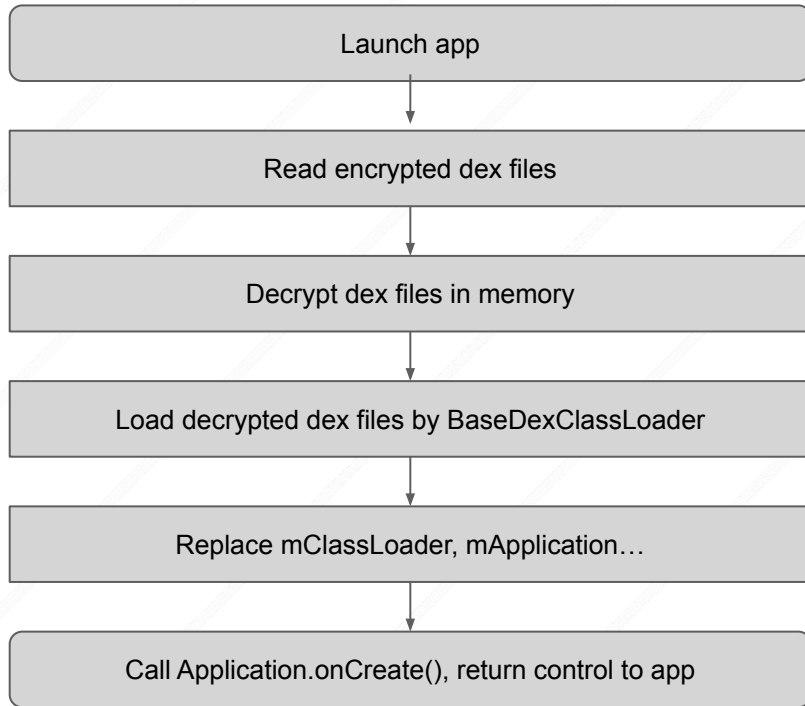 Launch app
Read encrypted dex files
Decrypt dex files in memory
Load decrypted dex files by BaseDexClassLoader
Replace mClassLoader, mApplication…
Call Application.onCreate(), return control to app